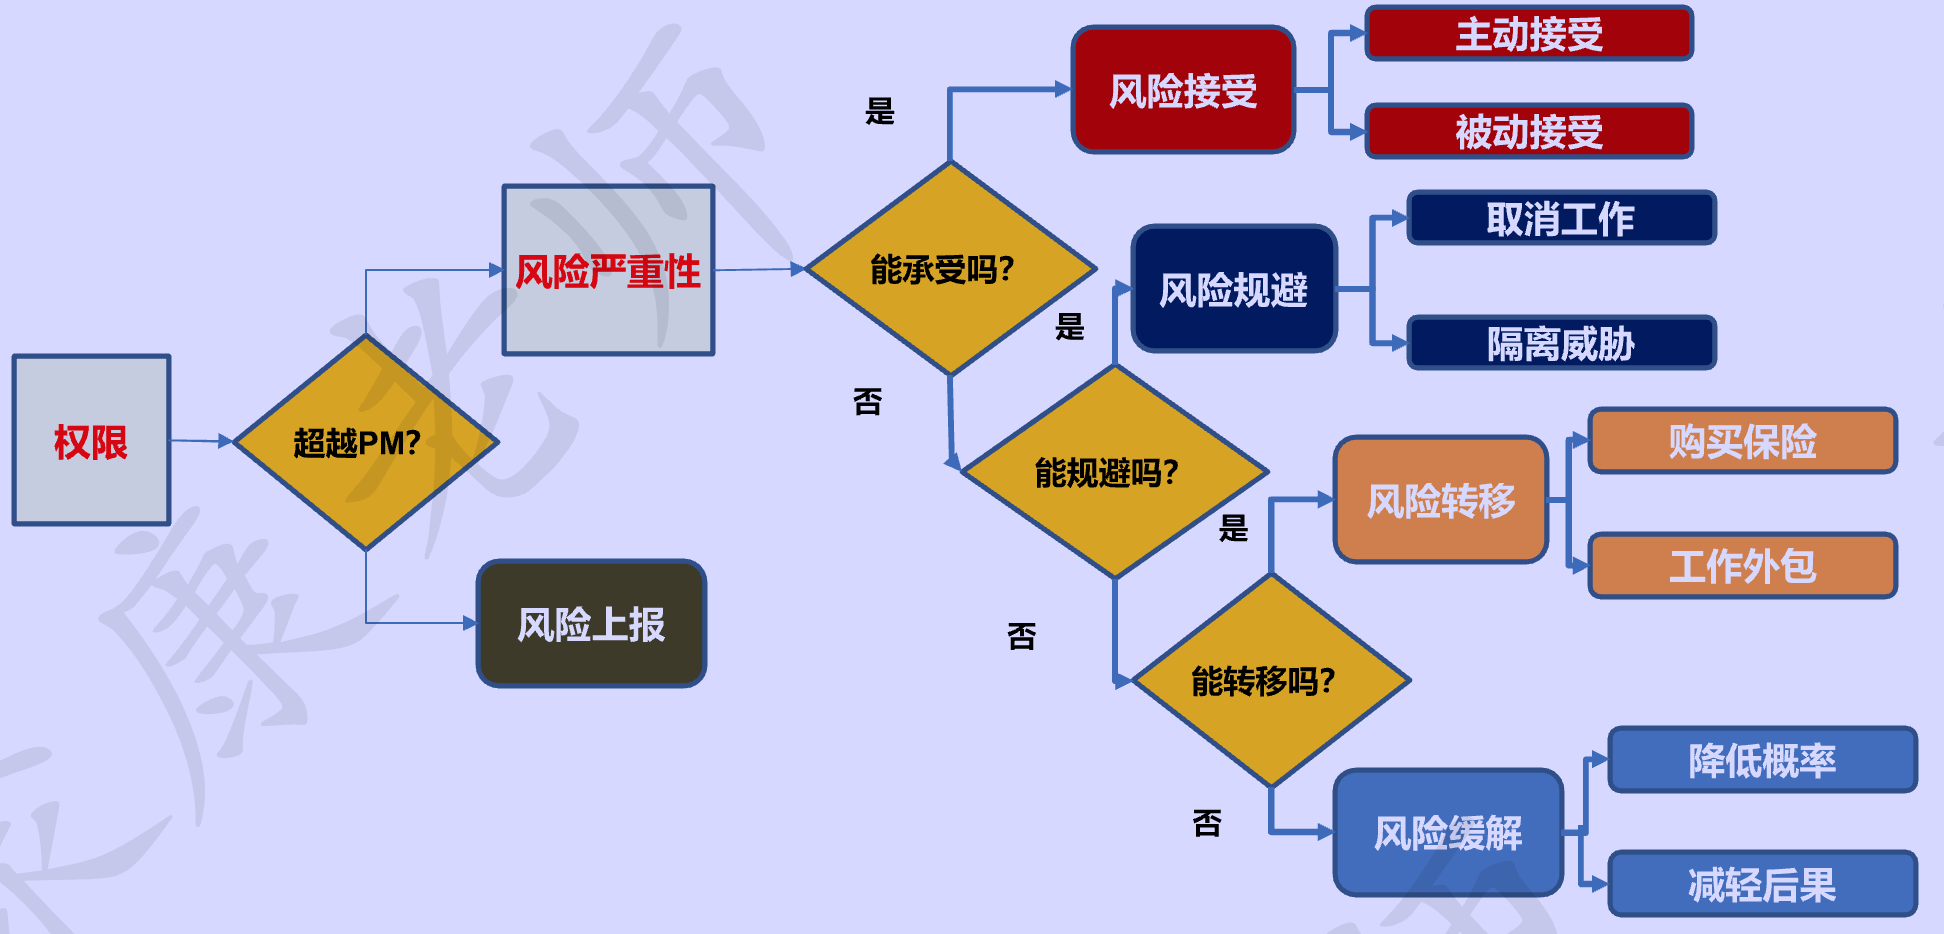 权限
超越PM?
风险上报
风险严重性
能承受吗?
是
风险接受
主动接受
被动接受
否
能规避吗?
是
风险规避
取消工作
隔离威胁
否
能转移吗?
是
风险转移
购买保险
工作外包
否
风险缓解
降低概率
减轻后果
康老师